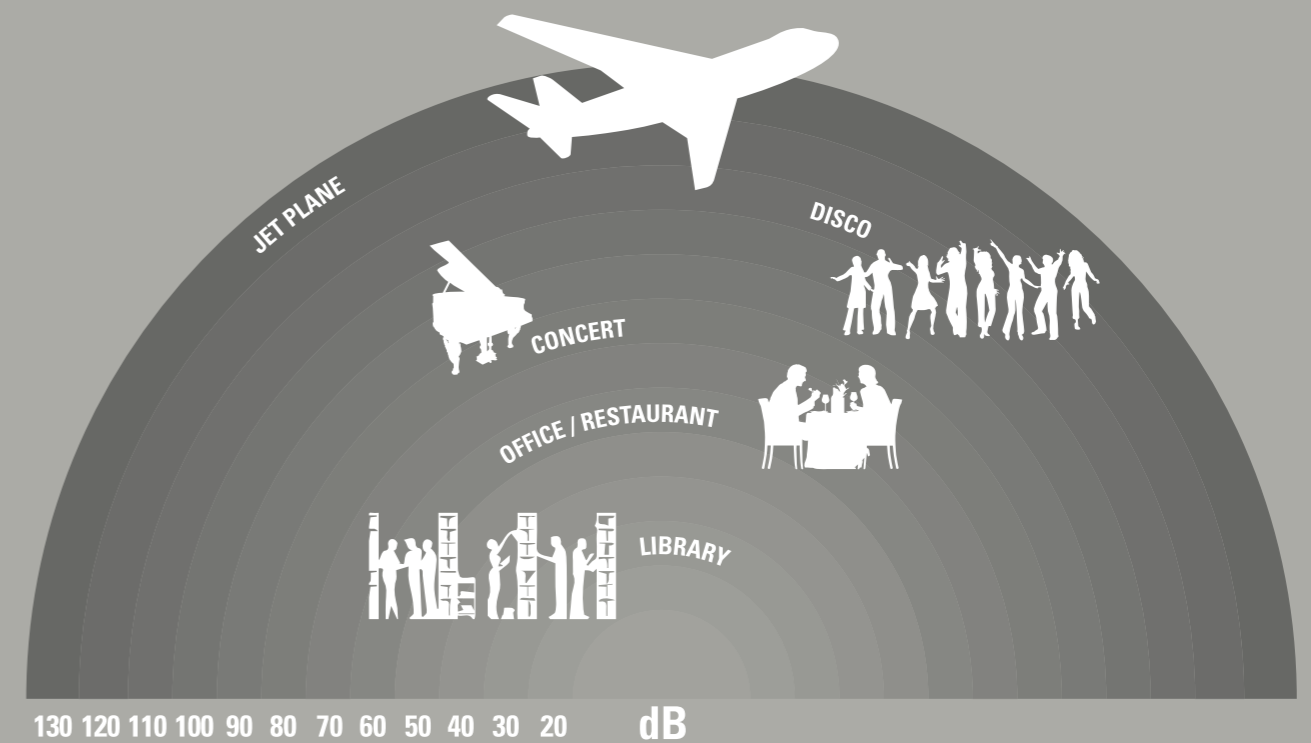 JET PLANE
DISCO
CONCERT
OFFICE / RESTAURANT
LIBRARY
130 120 110 100 90 80 70 60 50 40 30 20 dB